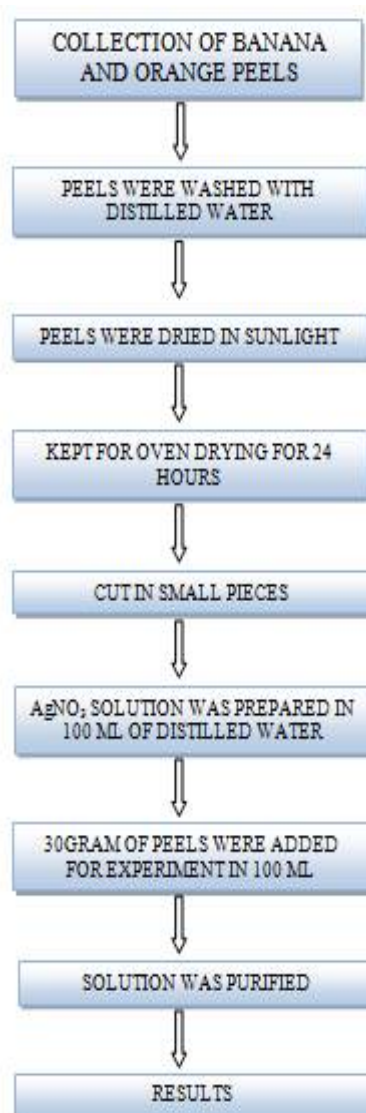 COLLECTION OF BANANA
AND ORANGE PEELS
PEELS WERE WASHED WITH
DISTILLED WATER
PEELS WERE DRIED IN SUNLIGHT
KEPT FOR OVEN DRYING FOR 24
HOURS
CUT IN SMALL PIECES
AgNO₃ SOLUTION WAS PREPARED IN
100 ML OF DISTILLED WATER
30GRAM OF PEELS WERE ADDED
FOR EXPERIMENT IN 100 ML
SOLUTION WAS PURIFIED
RESULTS